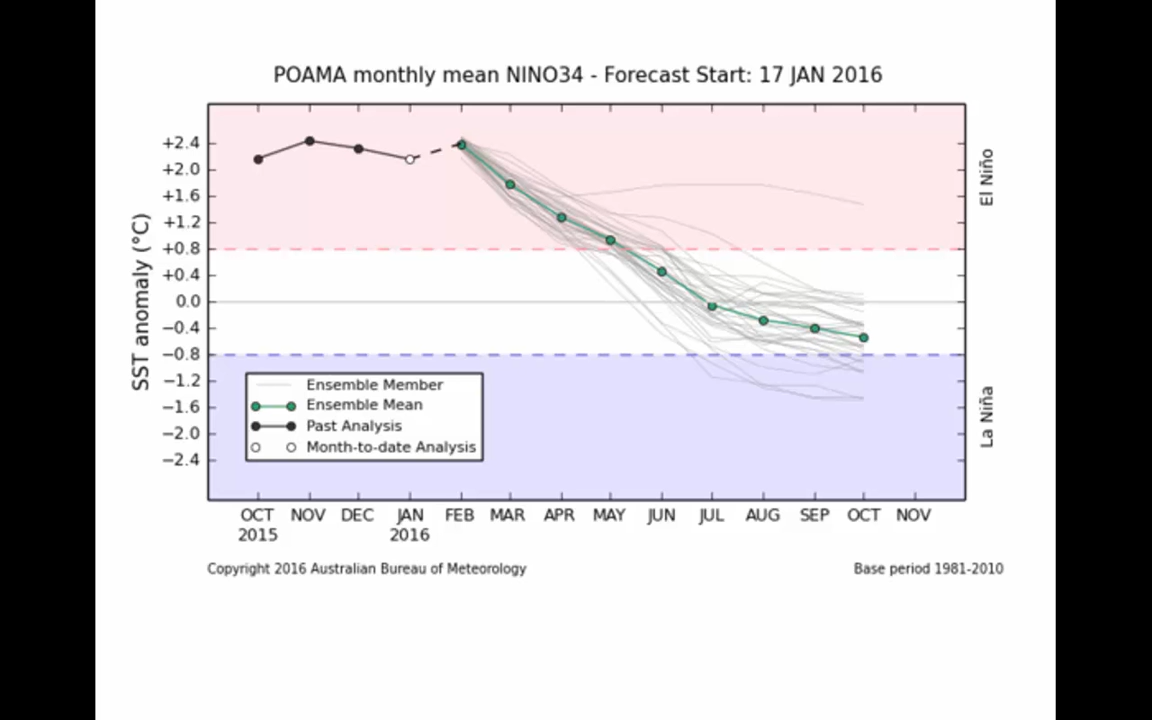 POAMA monthly mean NINO34 - Forecast Start: 17 JAN 2016
SST anomaly (°C)
+2.4
+2.0
+1.6
+1.2
+0.8
+0.4
0.0
−0.4
−0.8
−1.2
−1.6
−2.0
−2.4
El Niño
La Niña
Ensemble Member
Ensemble Mean
Past Analysis
Month-to-date Analysis
OCT NOV DEC JAN FEB MAR APR MAY JUN JUL AUG SEP OCT NOV
2015 2016
Copyright 2016 Australian Bureau of Meteorology
Base period 1981-2010